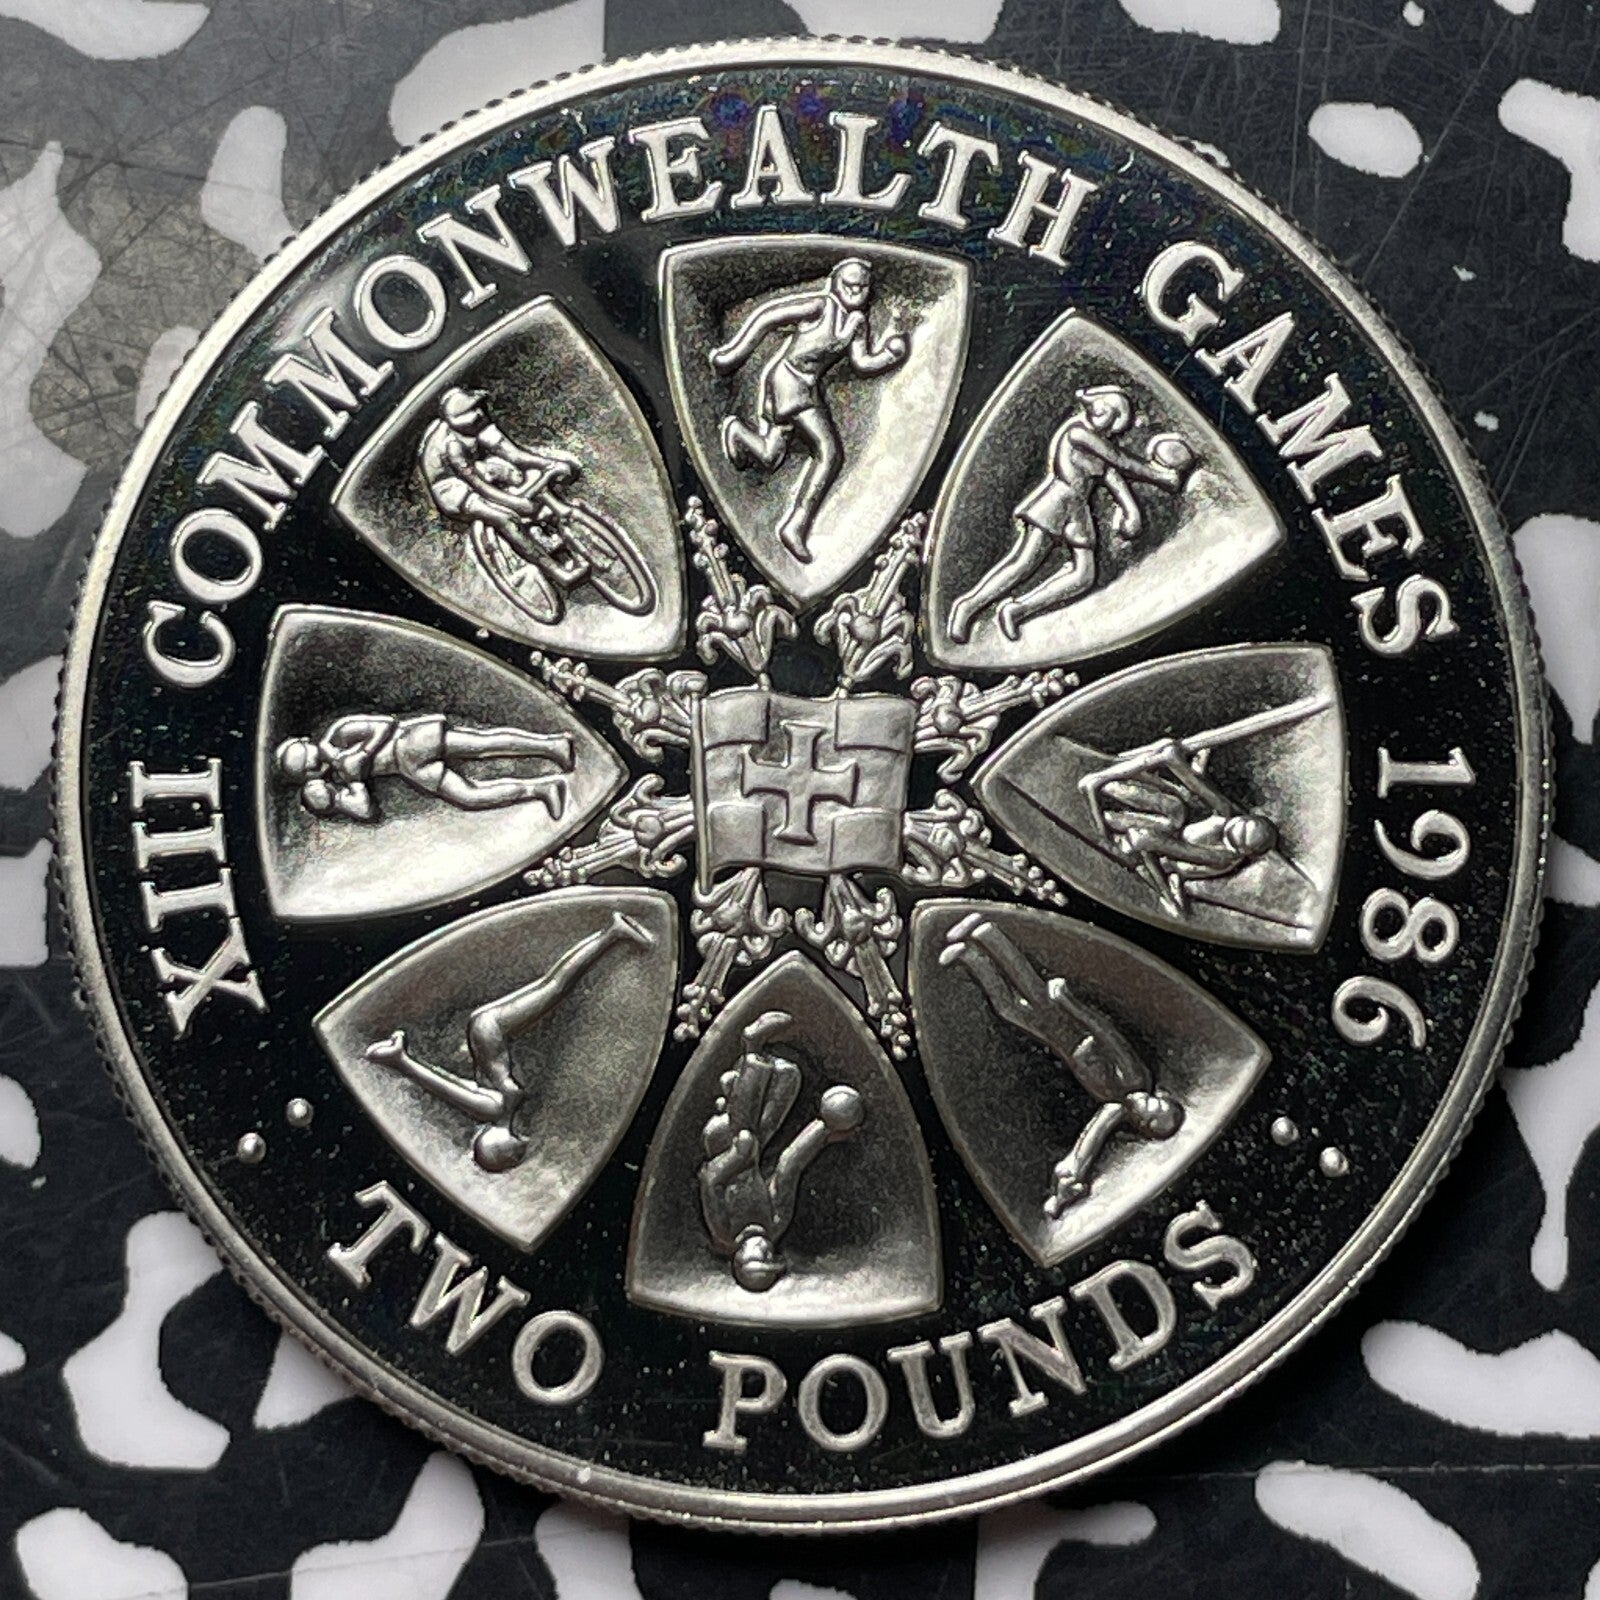 XIII COMMONWEALTH GAMES 1986
TWO POUNDS